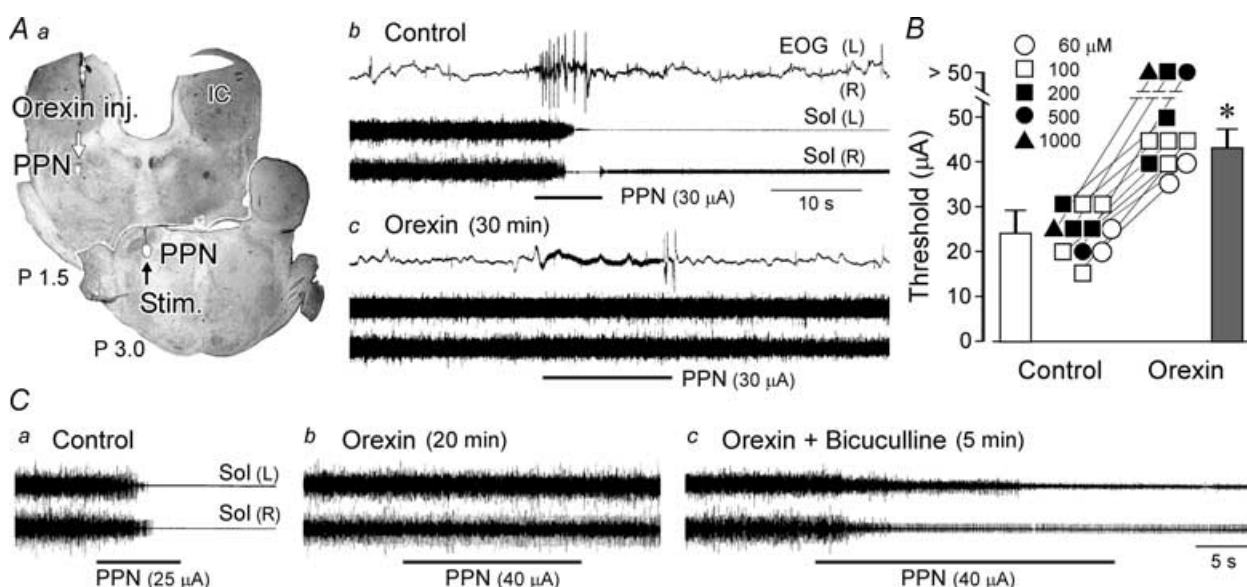 A a
IC
Orexin inj.
PPN
PPN
Stim.
P 1.5
P 3.0
b Control
EOG (L)
(R)
Sol (L)
Sol (R)
PPN (30 µA)
10 s
c Orexin (30 min)
PPN (30 µA)
B
60 µM
100
200
500
1000
Threshold (µA)
>
50
50
40
30
20
10
0
*
Control
Orexin
C
a Control
Sol (L)
Sol (R)
PPN (25 µA)
b Orexin (20 min)
PPN (40 µA)
c Orexin + Bicuculline (5 min)
PPN (40 µA)
5 s